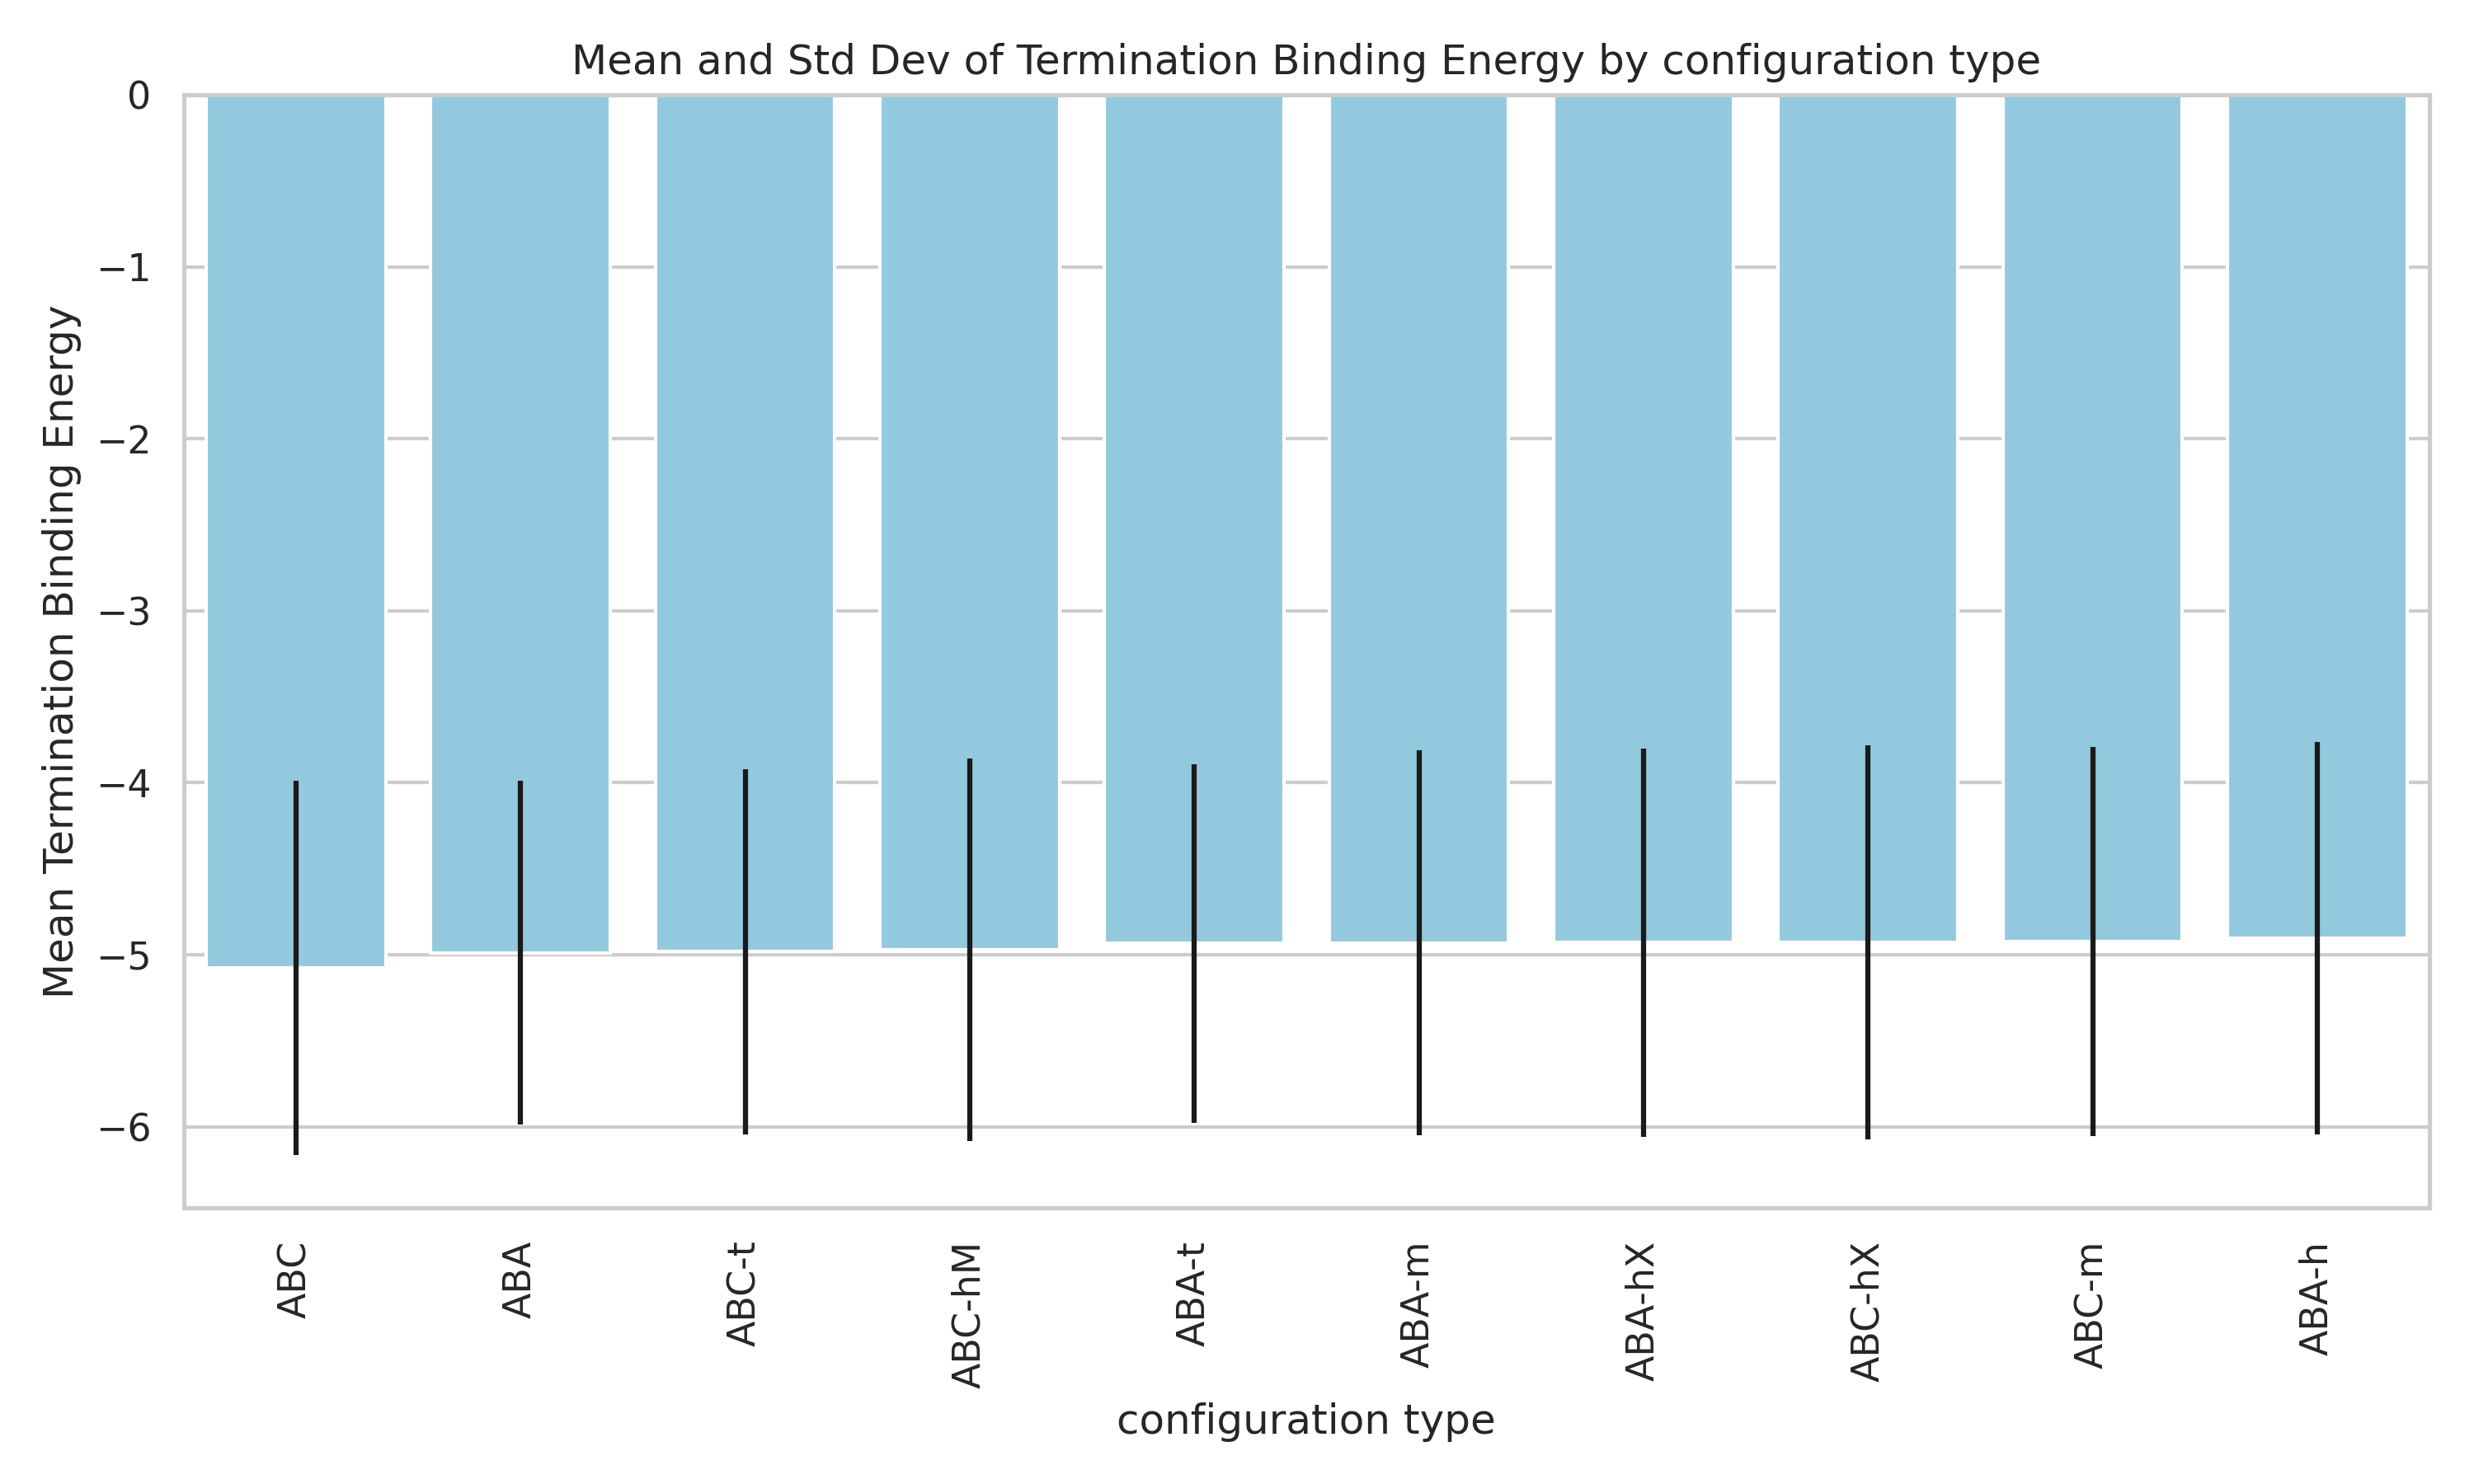 Mean and Std Dev of Termination Binding Energy by configuration type
Mean Termination Binding Energy
0
−1
−2
−3
−4
−5
−6
ABC
ABA
ABC-t
ABC-hM
ABA-t
ABA-m
ABA-hX
ABC-hX
ABC-m
ABA-h
configuration type